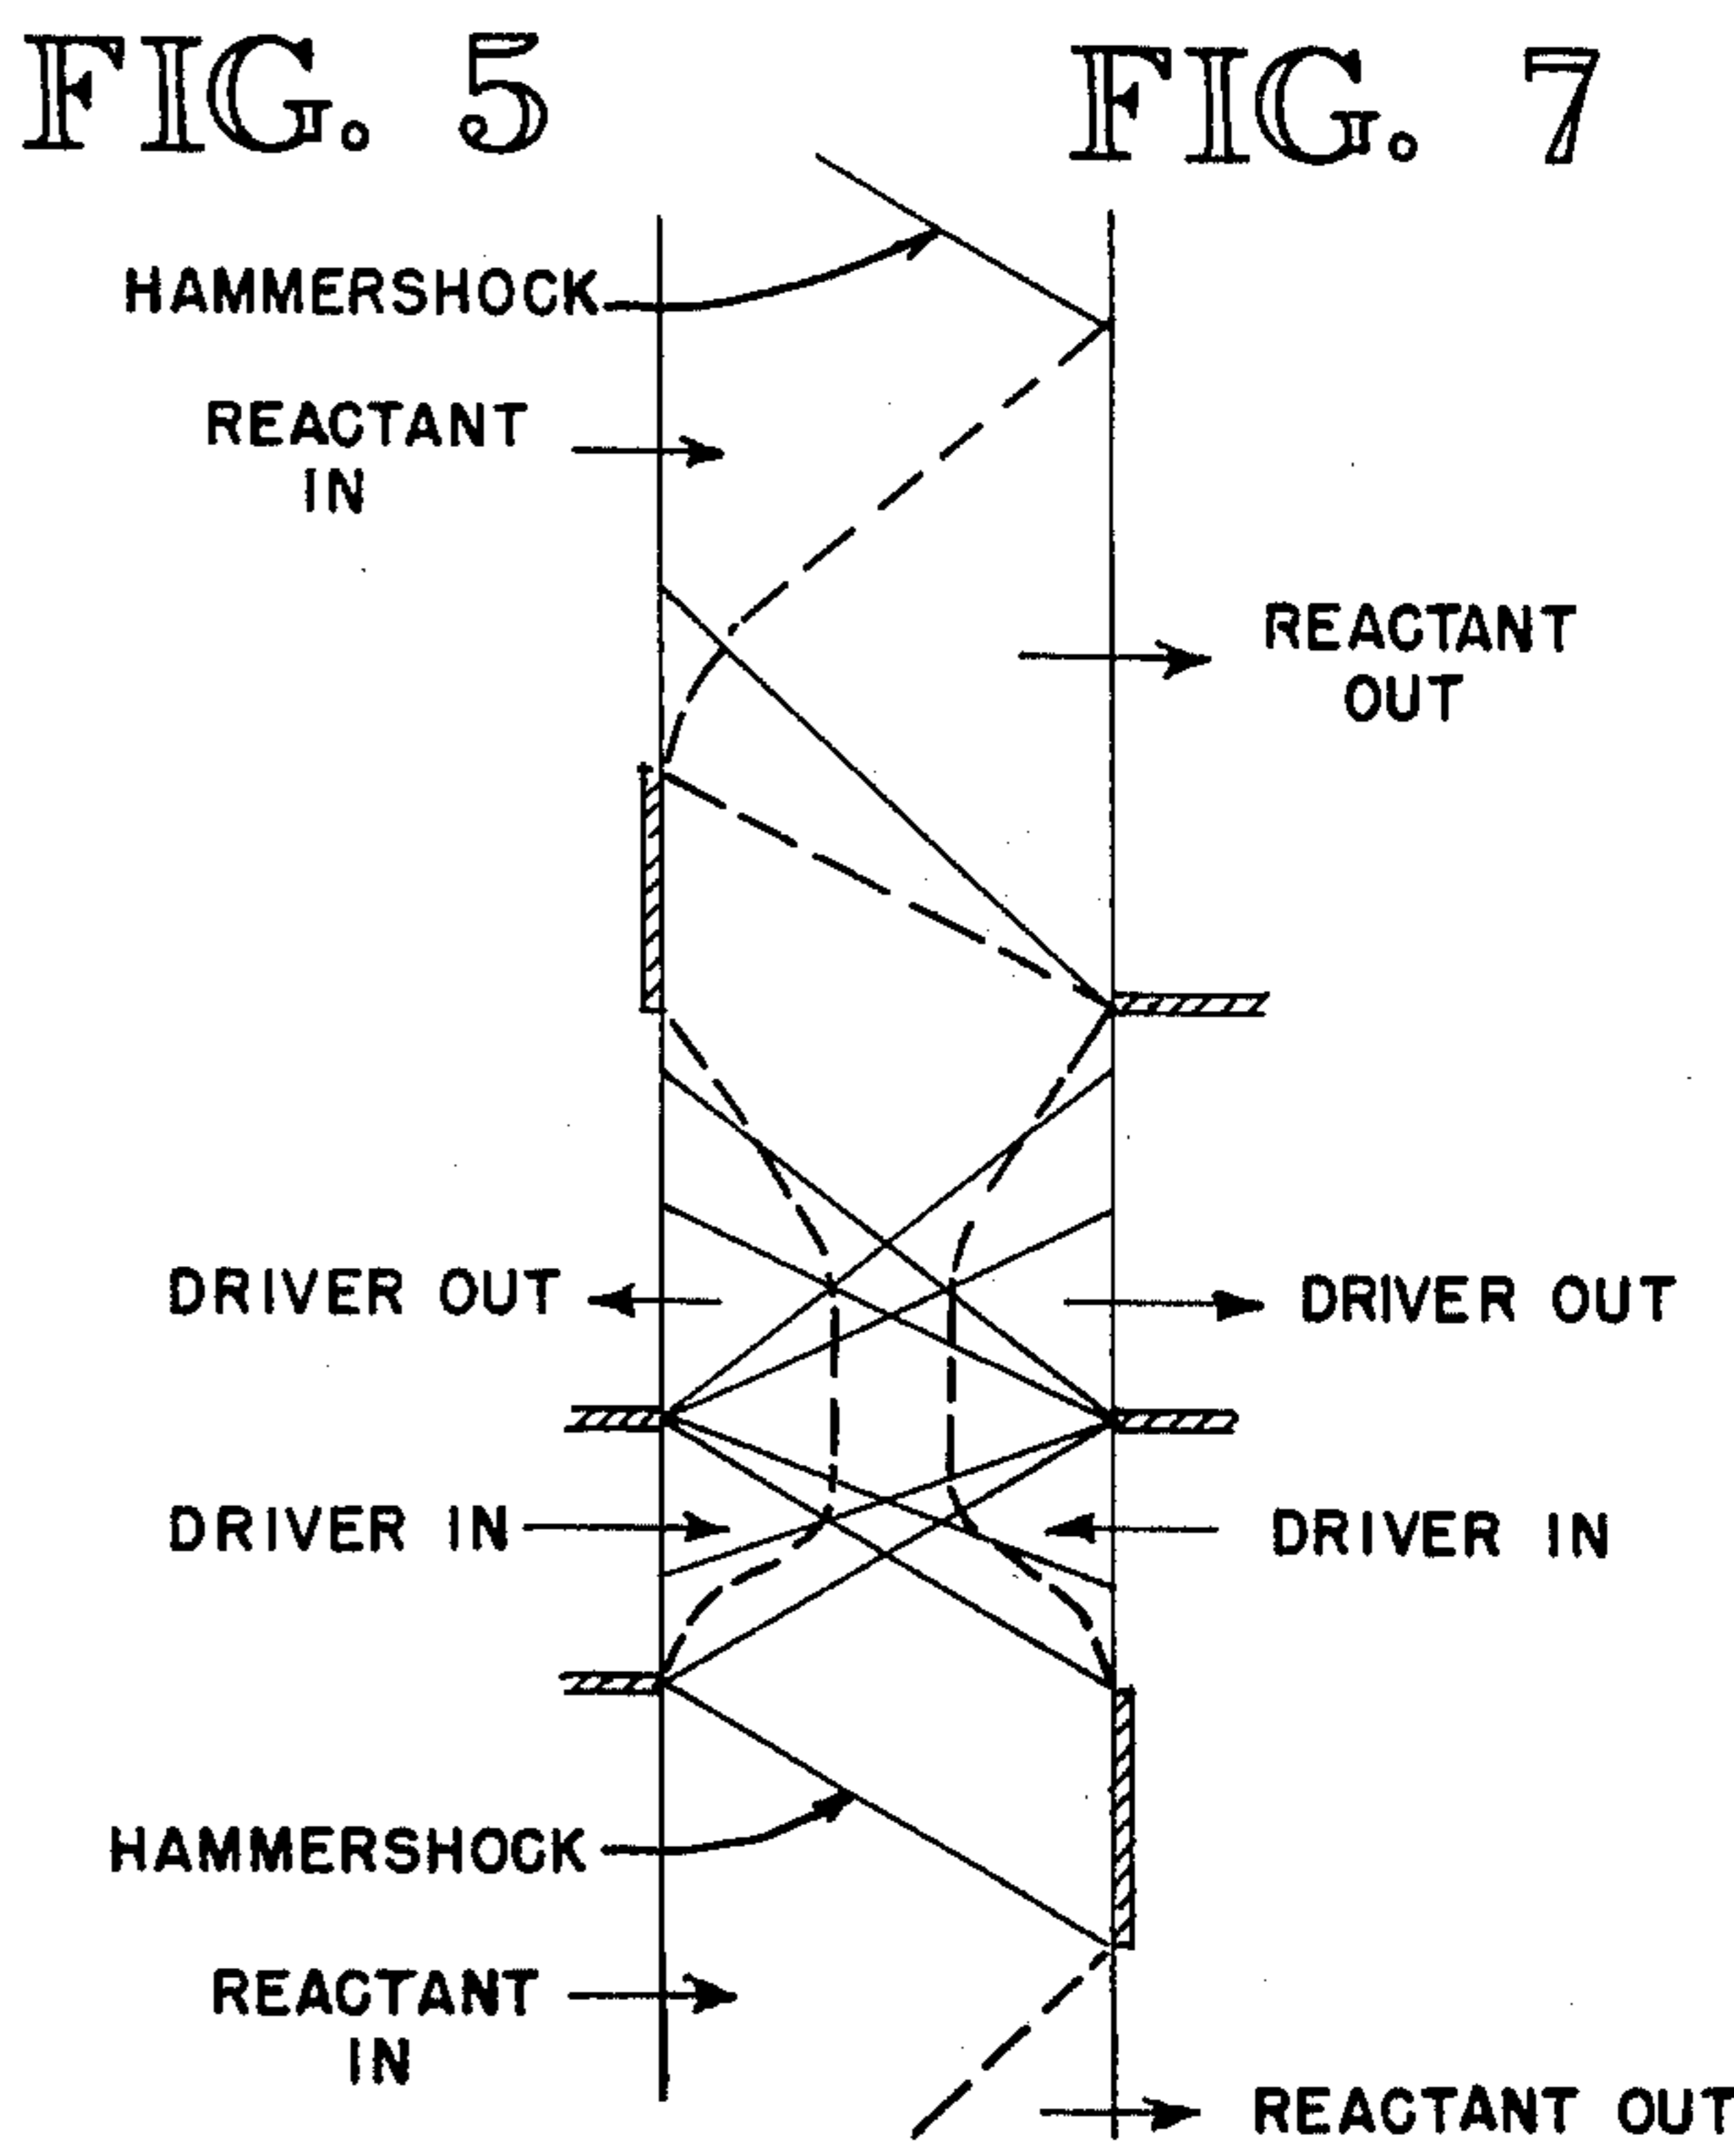 FIG. 5
FIG. 7
HAMMERSHOCK
REACTANT
IN
REACTANT
OUT
DRIVER OUT
DRIVER OUT
DRIVER IN
DRIVER IN
HAMMERSHOCK
REACTANT
IN
REACTANT OUT